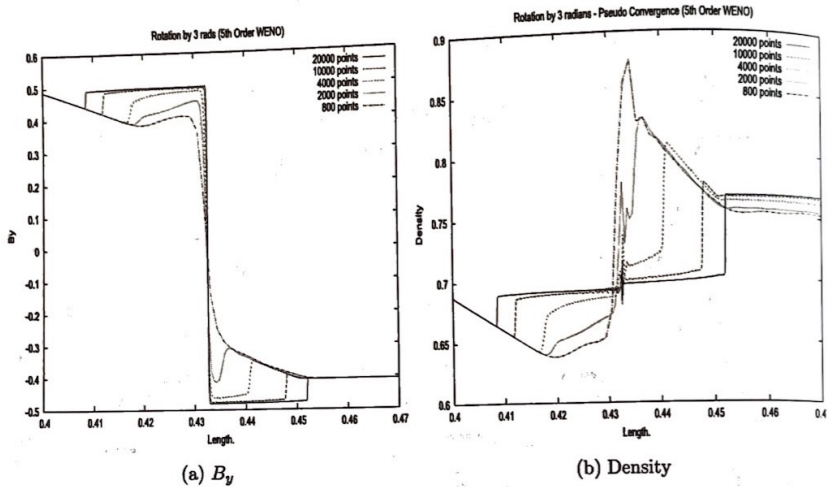 Rotation by 3 rads (5th Order WENO)
0.6
0.5
0.4
0.3
0.2
0.1
0
-0.1
-0.2
-0.3
-0.4
-0.5
By
20000 points
10000 points
4000 points
2000 points
800 points
0.4 0.41 0.42 0.43 0.44 0.45 0.46 0.47
Length.
(a) By
Rotation by 3 radians - Pseudo Convergence (5th Order WENO)
0.9
0.85
0.8
0.75
0.7
0.65
0.6
Density
20000 points
10000 points
4000 points
2000 points
800 points
0.4 0.41 0.42 0.43 0.44 0.45 0.46
Length.
(b) Density